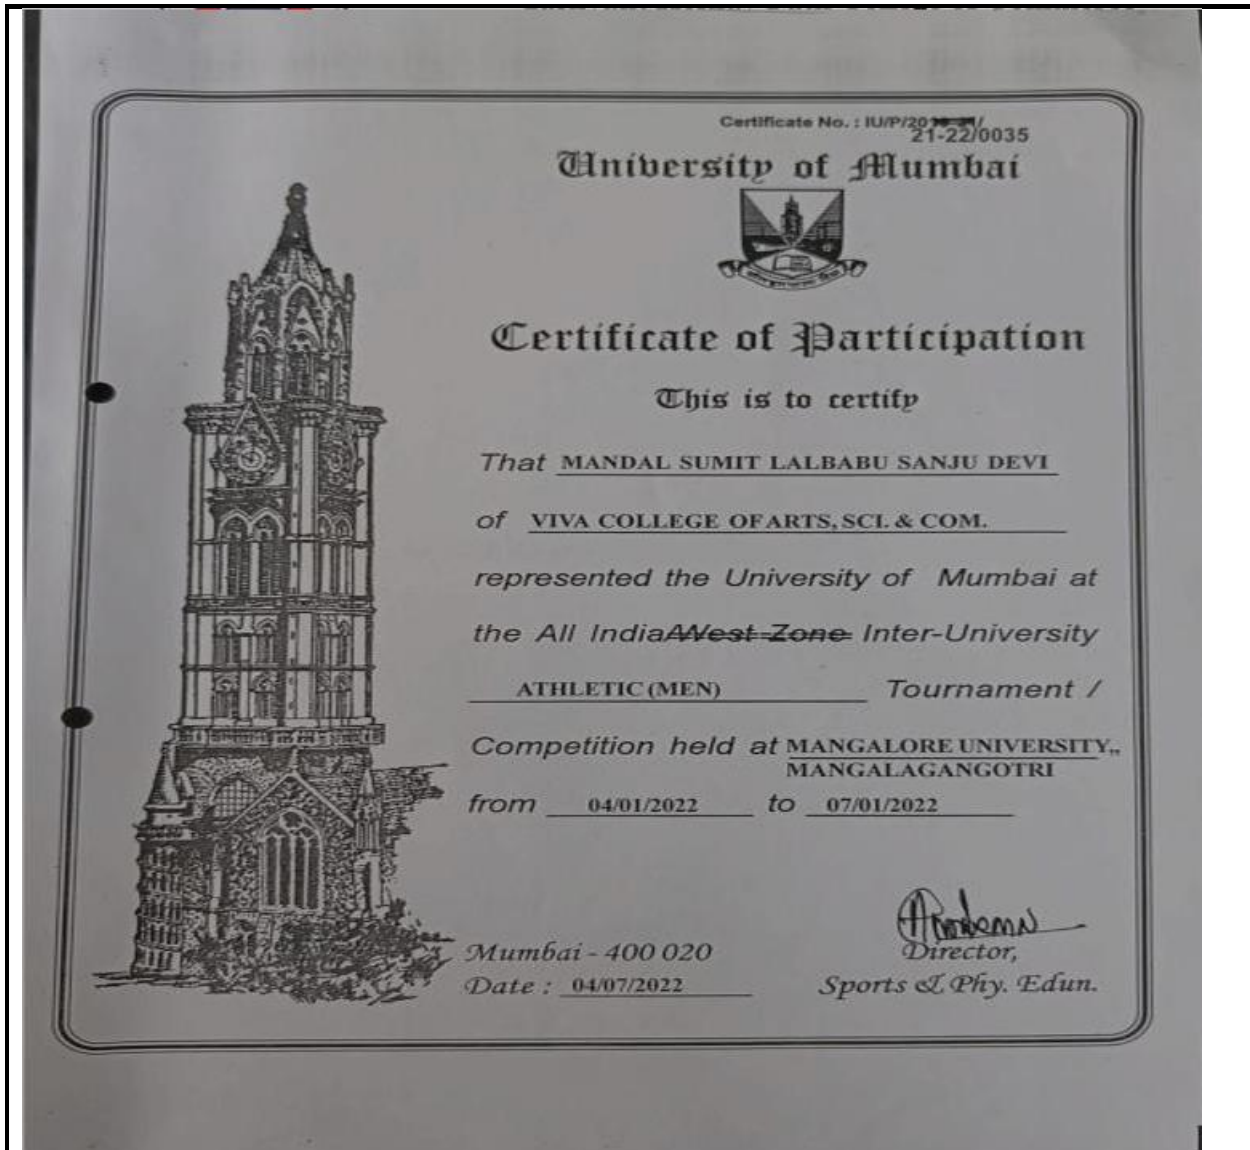 Certificate No. : IU/P/20
21-22/0035
University of Mumbai
Certificate of Participation
This is to certify
That MANDAL SUMIT LALBABU SANJU DEVI
of VIVA COLLEGE OF ARTS, SCI. & COM.
represented the University of Mumbai at
the All India/West Zone Inter-University
ATHLETIC (MEN) Tournament /
Competition held at MANGALORE UNIVERSITY,,
MANGALAGANGOTRI
from 04/01/2022 to 07/01/2022
Mumbai - 400 020
Director,
Date : 04/07/2022
Sports & Phy. Edun.